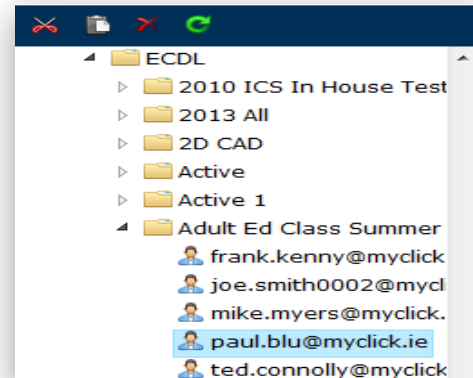 ECDL
2010 ICS In House Test
2013 All
2D CAD
Active
Active 1
Adult Ed Class Summer
frank.kenny@myclick
joe.smith0002@mycli
mike.myers@myclick.
paul.blu@myclick.ie
ted.connolly@myclick